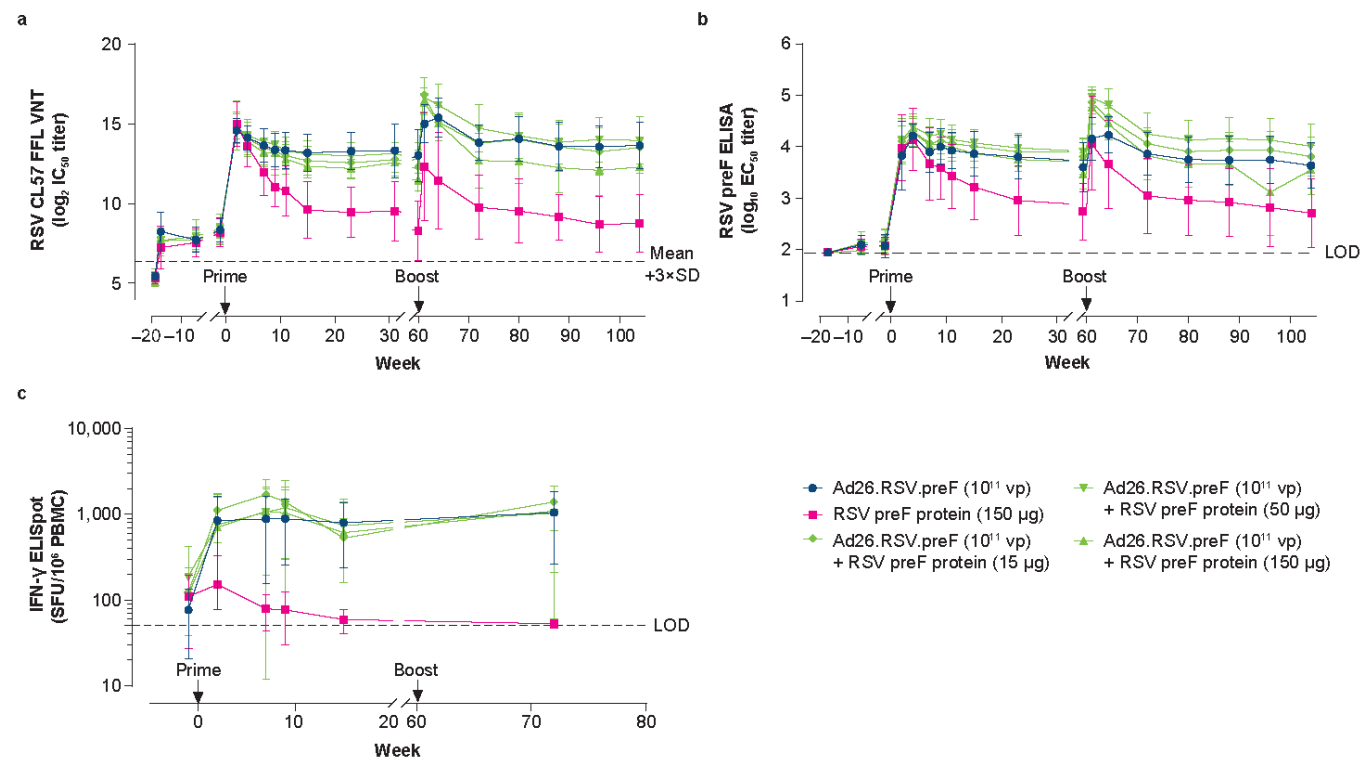 a
RSV CL57 FFL VNT
(log₂ IC₅₀ titer)
20
15
10
5
Mean
+3×SD
Prime
Boost
–20 –10 0 10 20 30 60 70 80 90 100
Week
b
RSV preF ELISA
(log₁₀ EC₅₀ titer)
6
5
4
3
2
1
LOD
Prime
Boost
–20 –10 0 10 20 30 60 70 80 90 100
Week
c
IFN-γ ELISpot
(SFU/10⁶ PBMC)
10,000
1,000
100
10
LOD
Prime
Boost
0 10 20 60 70 80
Week
Ad26.RSV.preF (10¹¹ vp)
RSV preF protein (150 µg)
Ad26.RSV.preF (10¹¹ vp)
+ RSV preF protein (15 µg)
Ad26.RSV.preF (10¹¹ vp)
+ RSV preF protein (50 µg)
Ad26.RSV.preF (10¹¹ vp)
+ RSV preF protein (150 µg)